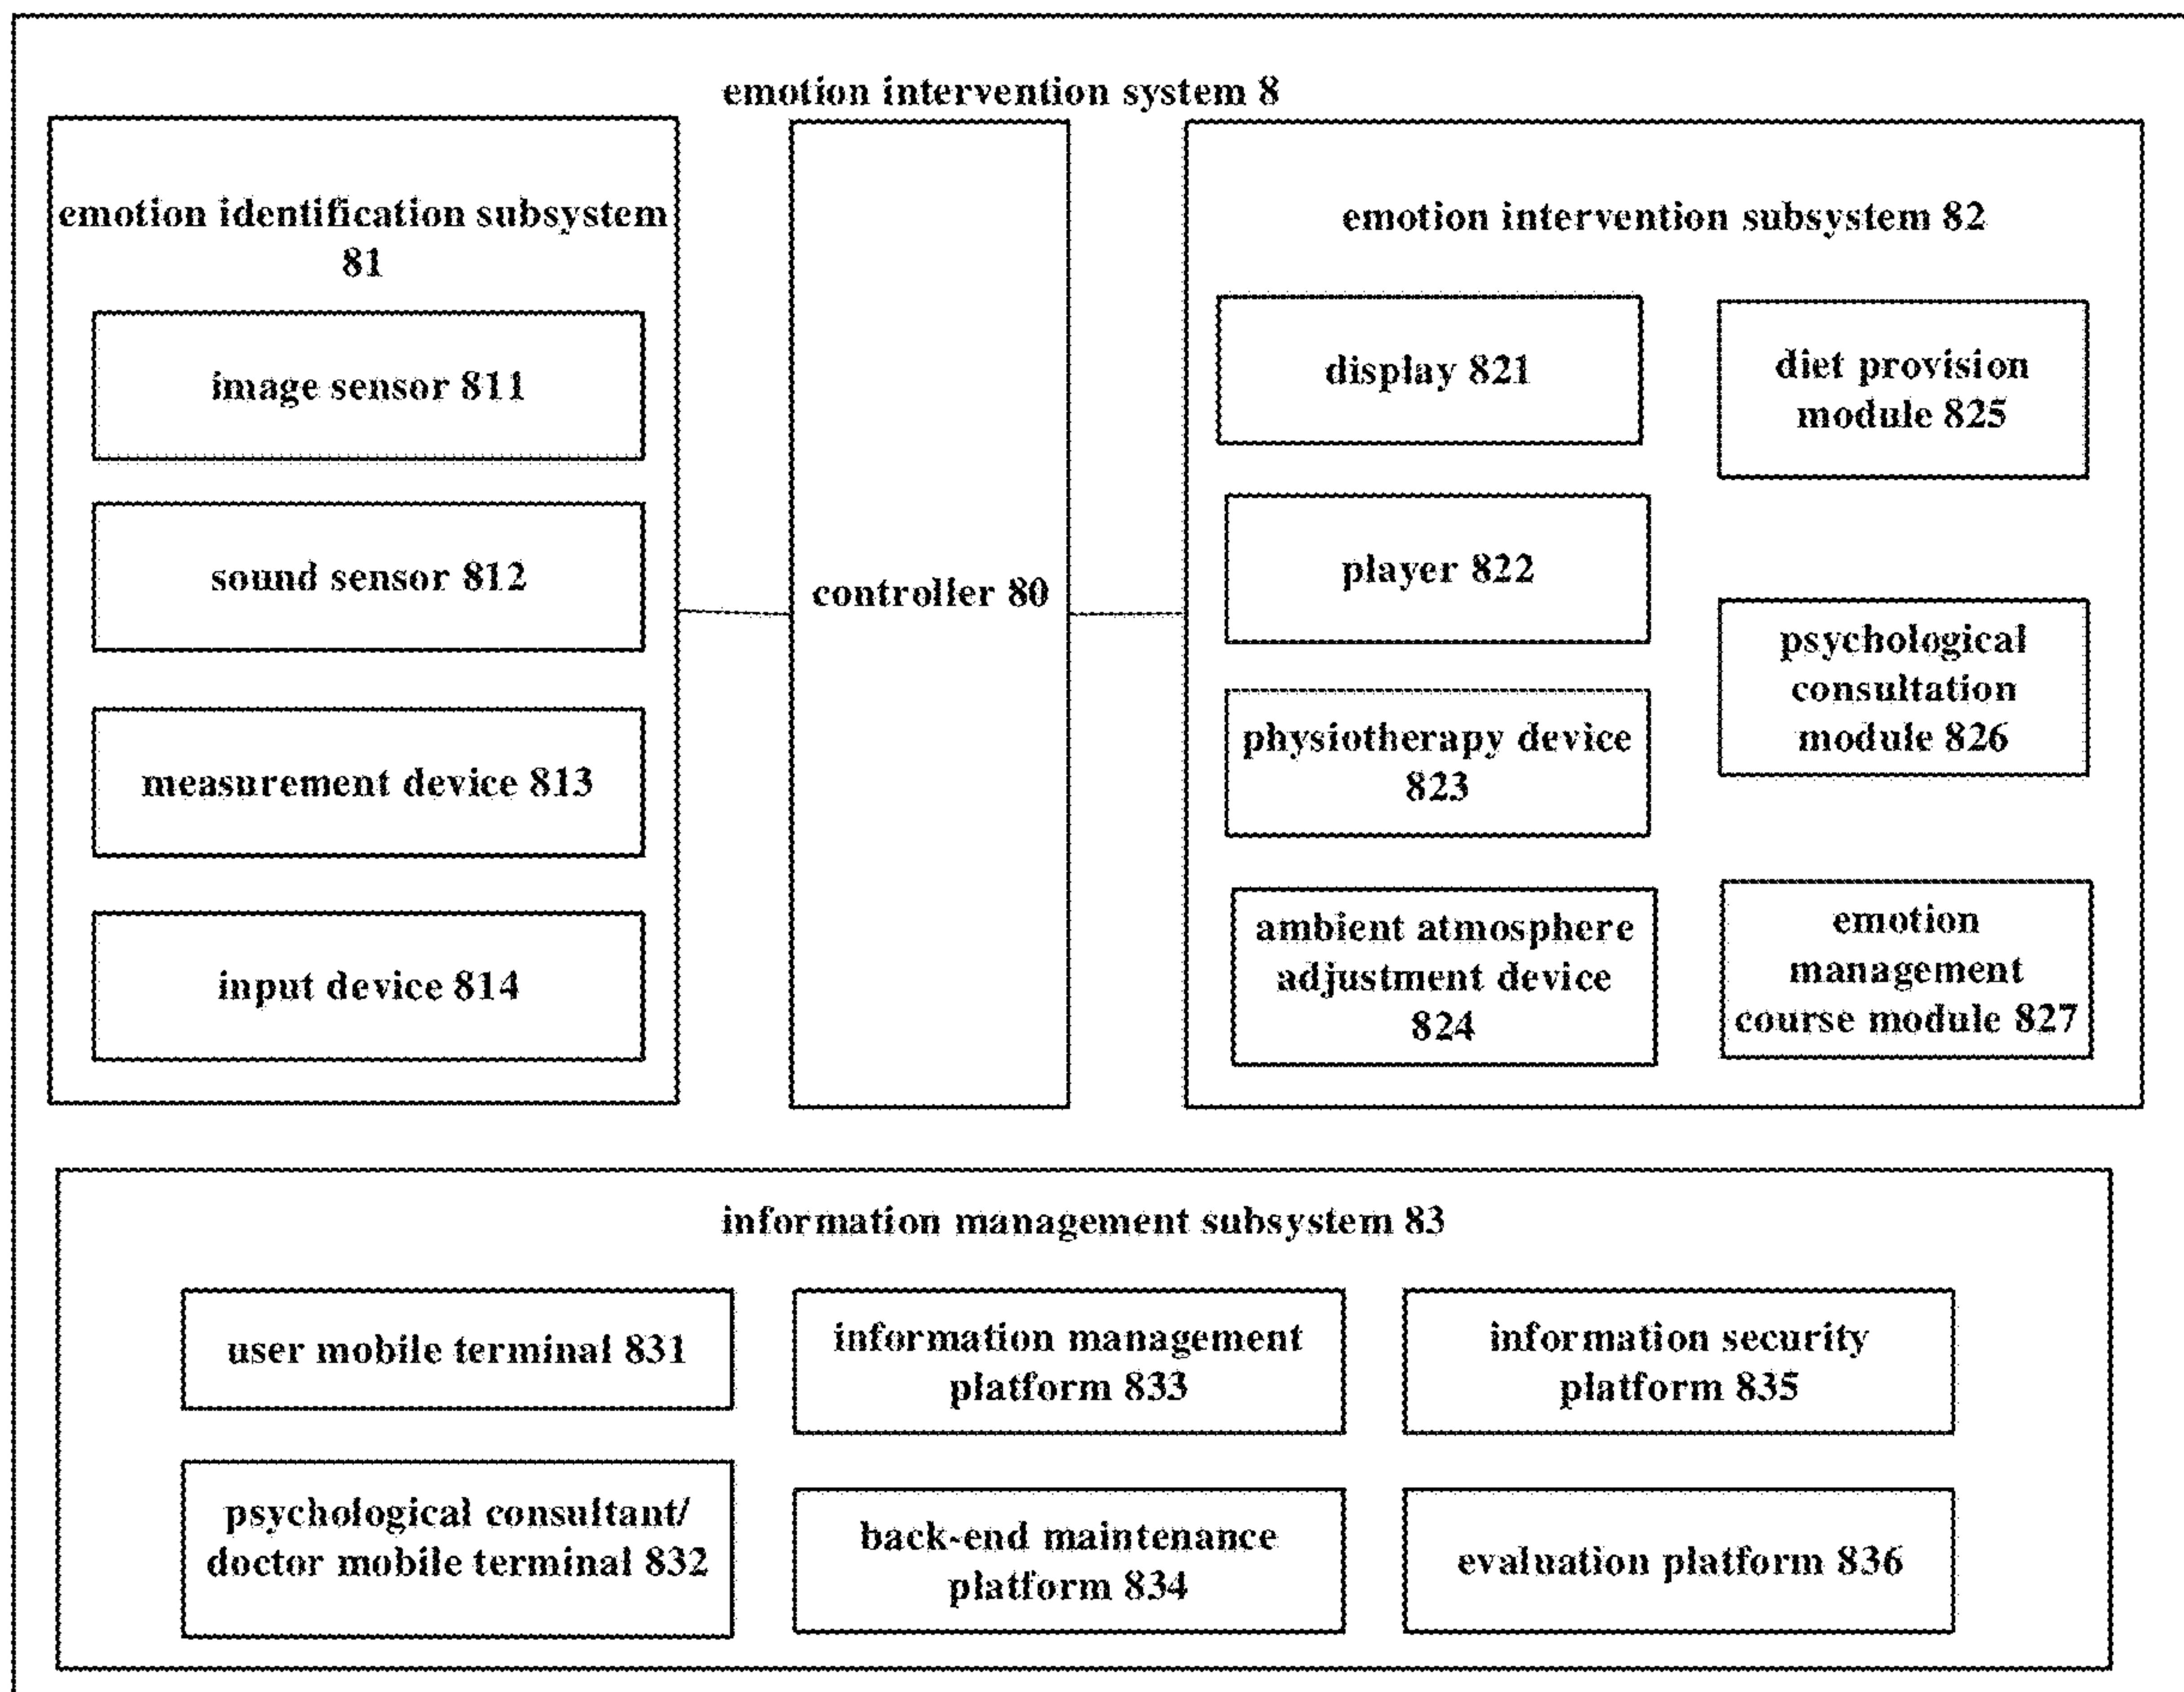 emotion intervention system 8
emotion identification subsystem
81
image sensor 811
sound sensor 812
measurement device 813
input device 814
controller 80
emotion intervention subsystem 82
display 821
player 822
physiotherapy device
823
ambient atmosphere
adjustment device
824
diet provision
module 825
psychological
consultation
module 826
emotion
management
course module 827
information management subsystem 83
user mobile terminal 831
psychological consultant/
doctor mobile terminal 832
information management
platform 833
back-end maintenance
platform 834
information security
platform 835
evaluation platform 836